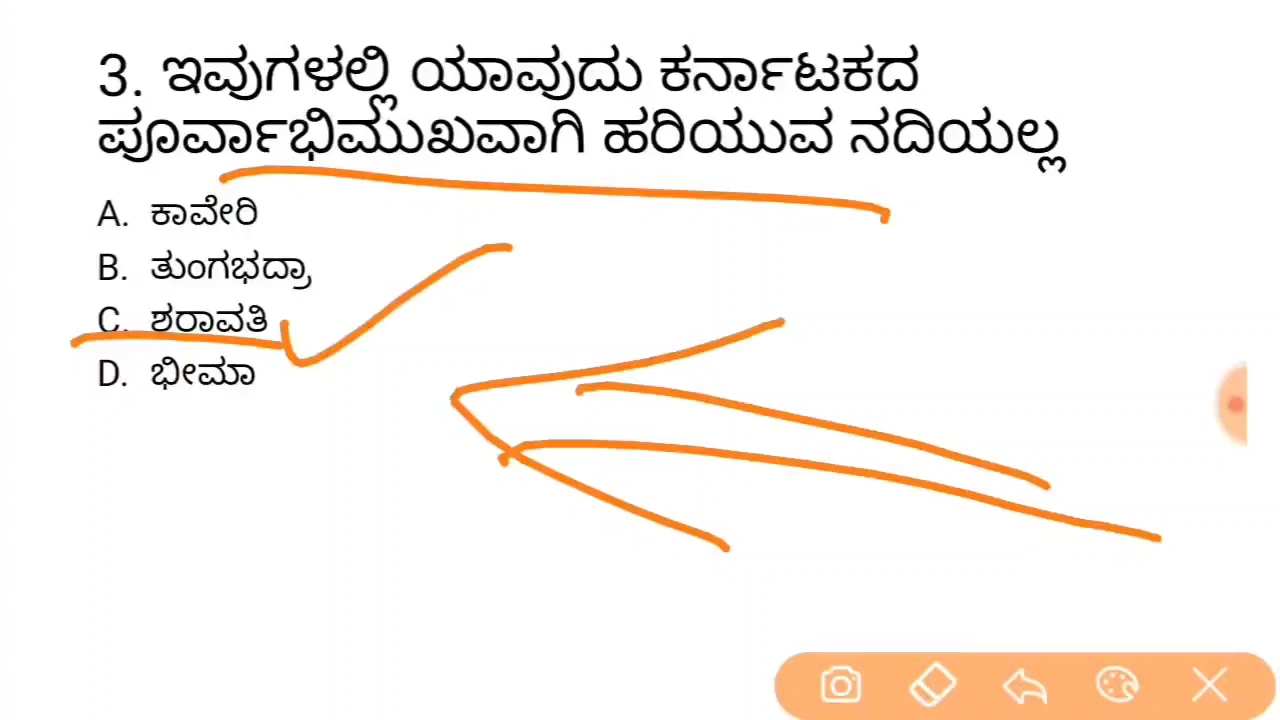 3. ಇವುಗಳಲ್ಲಿ ಯಾವುದು ಕರ್ನಾಟಕದ
ಪೂರ್ವಾಭಿಮುಖವಾಗಿ ಹರಿಯುವ ನದಿಯಲ್ಲ
A. ಕಾವೇರಿ
B. ತುಂಗಭದ್ರಾ
C. ಶರಾವತಿ
D. ಭೀಮಾ